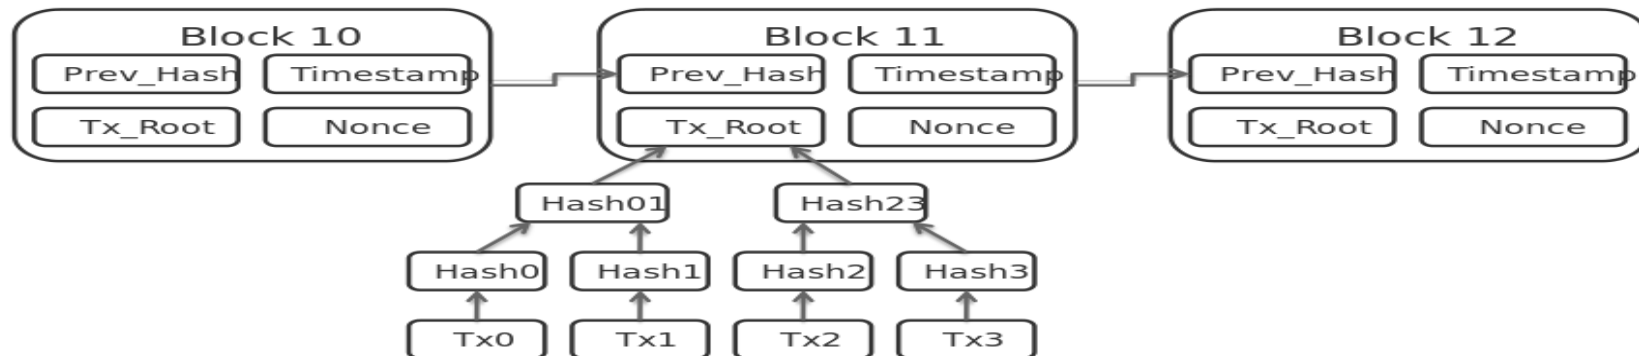 Block 10 Block 11 Block 12
Prev_Hash Timestamp Prev_Hash Timestamp Prev_Hash Timestamp
Tx_Root Nonce Tx_Root Nonce Tx_Root Nonce
Hash01 Hash23
Hash0 Hash1 Hash2 Hash3
Tx0 Tx1 Tx2 Tx3